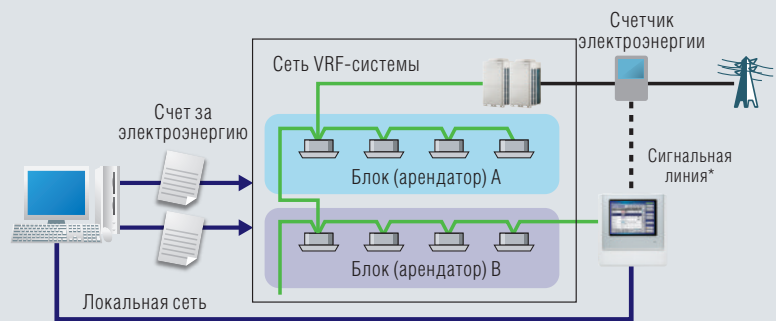 Счетчик
электроэнергии
Сеть VRF-системы
Счет за
электроэнергию
Блок (арендатор) А
Сигнальная
линия*
Блок (арендатор) В
Локальная сеть